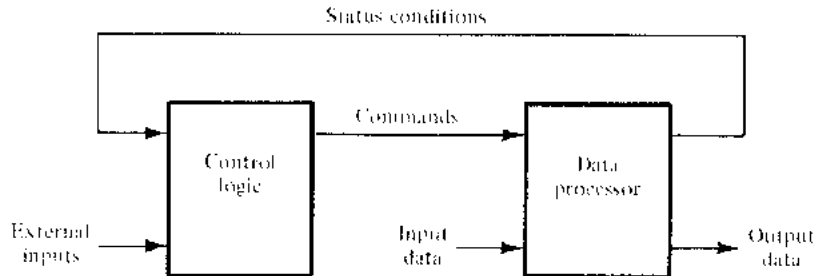 Status conditions
Commands
Control
logic
Data
processor
External
inputs
Input
data
Output
data